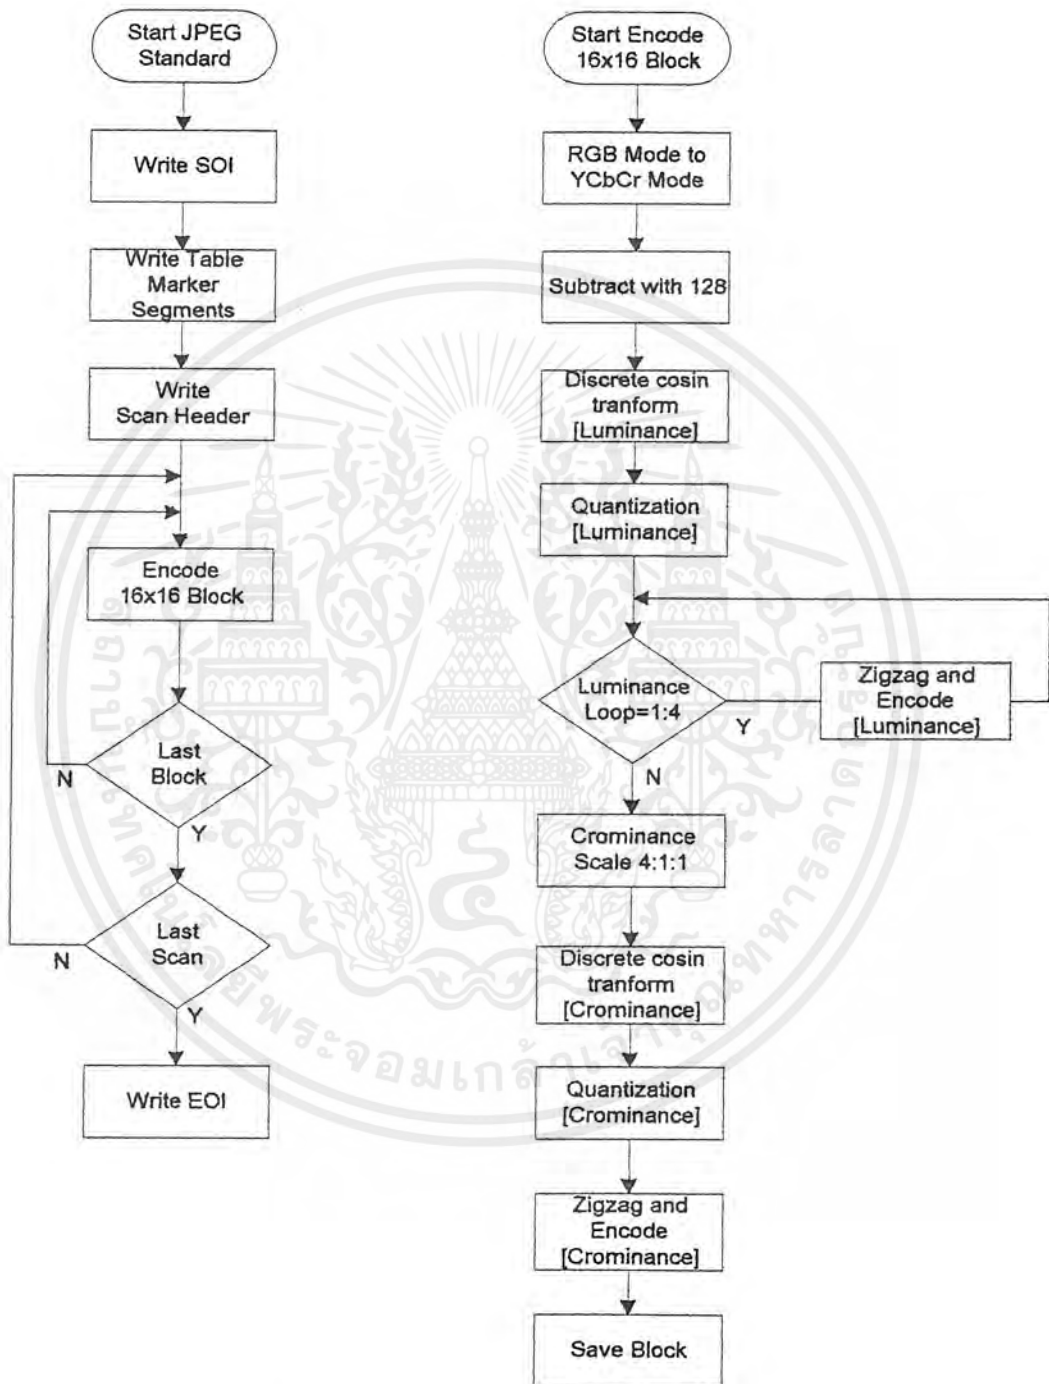 Start JPEG
Standard
Write SOI
Write Table
Marker
Segments
Write
Scan Header
Encode
16x16 Block
Last
Block
N
Y
Last
Scan
N
Y
Write EOI
Start Encode
16x16 Block
RGB Mode to
YCbCr Mode
Subtract with 128
Discrete cosin
tranform
[Luminance]
Quantization
[Luminance]
Luminance
Loop=1:4
Y
N
Zigzag and
Encode
[Luminance]
Crominance
Scale 4:1:1
Discrete cosin
tranform
[Crominance]
Quantization
[Crominance]
Zigzag and
Encode
[Crominance]
Save Block